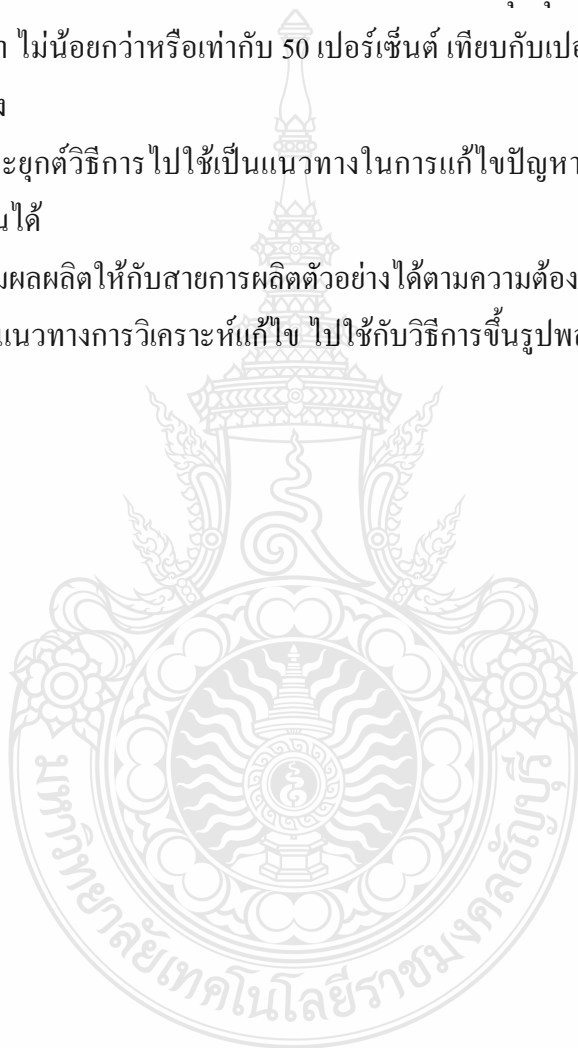 ไม่น้อยกว่าหรือเท่ากับ 50 เปอร์เซ็นต์ เทียบกับเปอ
ะยุกต์วิธีการ ไปใช้เป็นแนวทางในการแก้ไขปัญหา
นได้
มผลผลิตให้กับสายการผลิตตัวอย่างได้ตามความต้อง
แนวทางการวิเคราะห์แก้ไข ไปใช้กับวิธีการขึ้นรูปพล
มหาวิทยาลัยเทคโนโลยีราชมงคลธัญบุรี